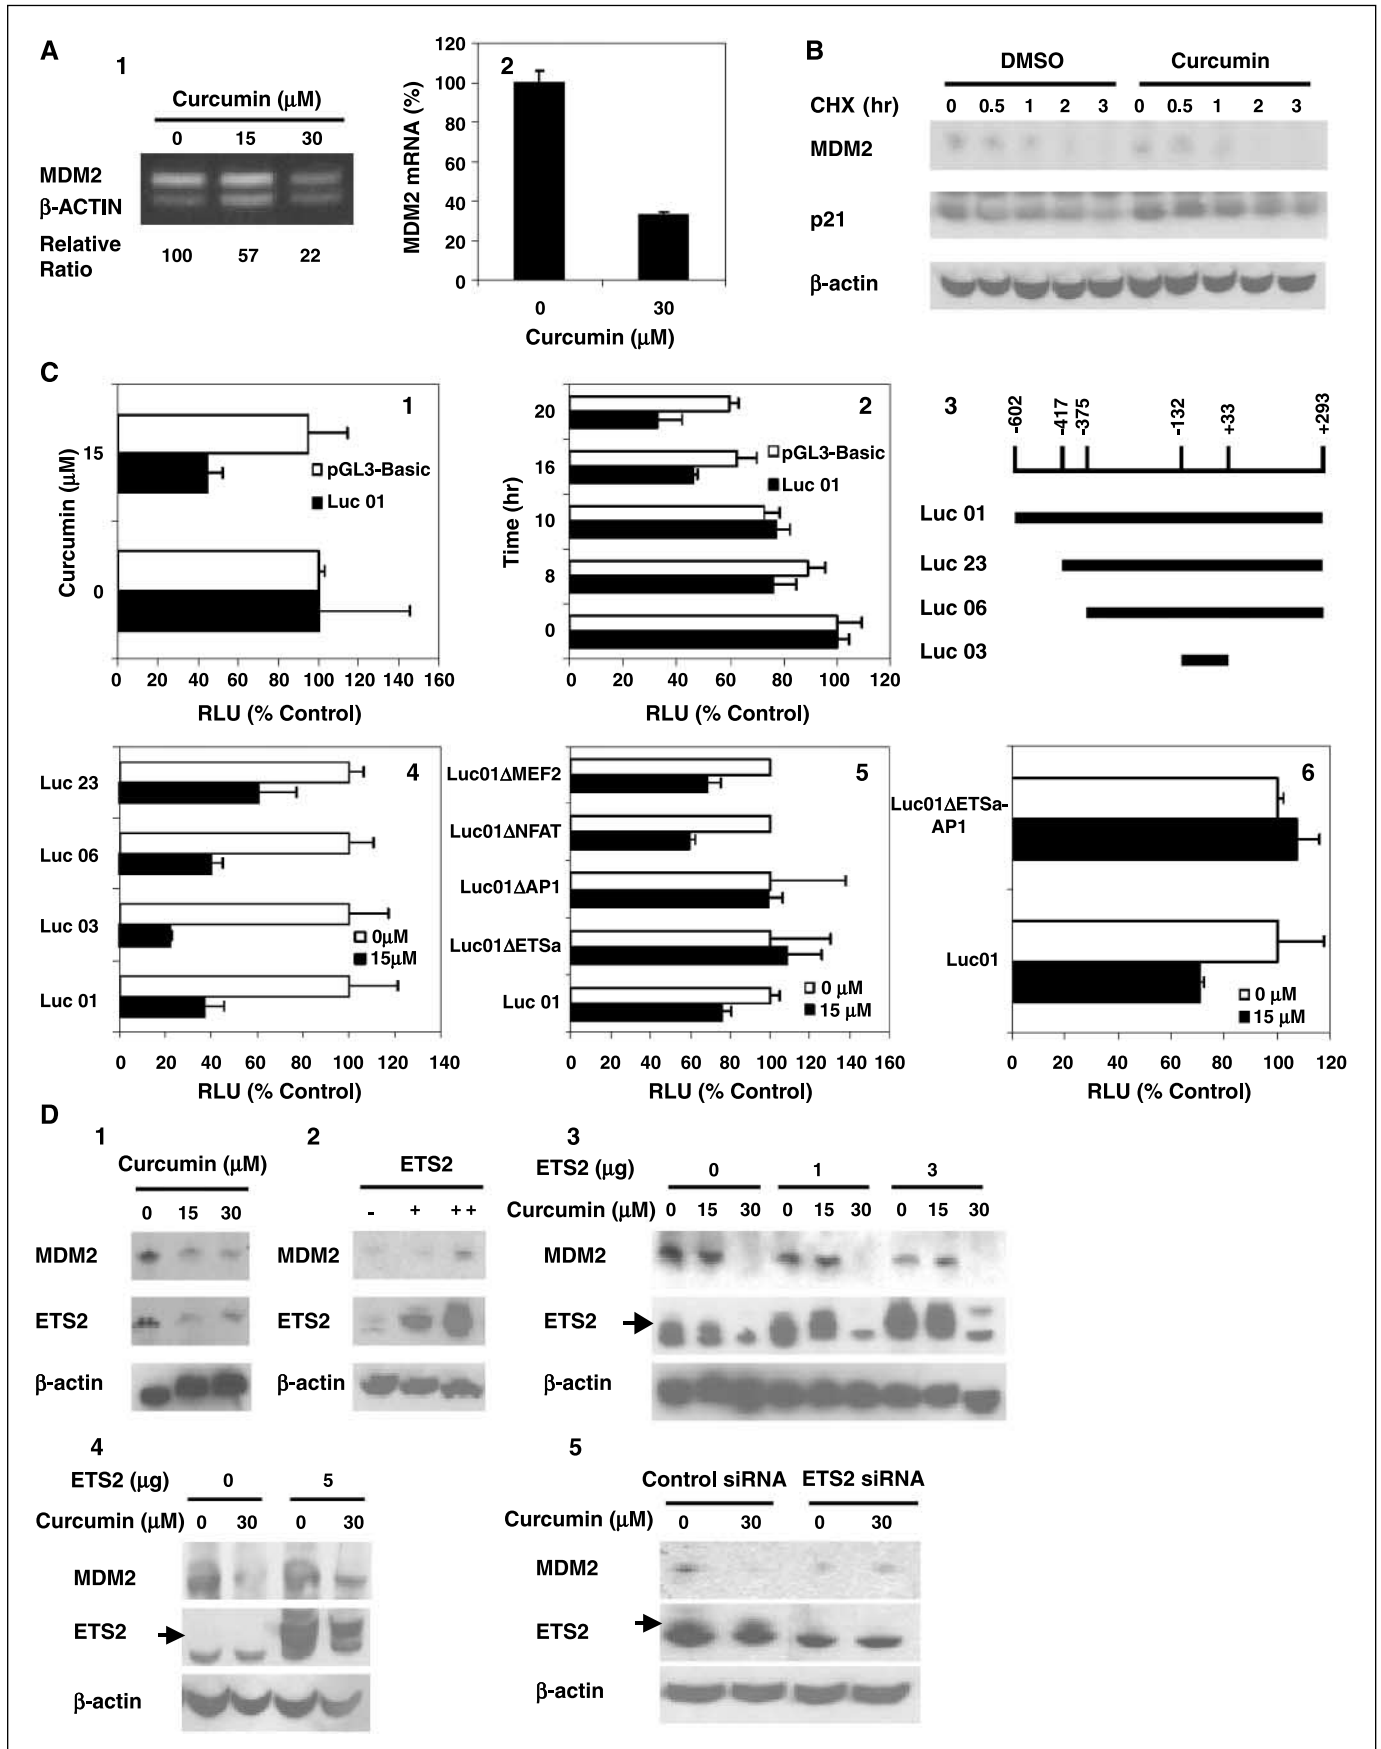 A
1
Curcumin (μM)
0 15 30
MDM2
β-ACTIN
Relative
Ratio
100 57 22
2
MDM2 mRNA (%)
120
100
80
60
40
20
0
0 30
Curcumin (μM)
B
DMSO Curcumin
CHX (hr) 0 0.5 1 2 3 0 0.5 1 2 3
MDM2
p21
β-actin
C
1
Curcumin (μM)
15
0
pGL3-Basic
Luc 01
0 20 40 60 80 100 120 140 160
RLU (% Control)
2
Time (hr)
20
16
10
8
0
pGL3-Basic
Luc 01
0 20 40 60 80 100 120
RLU (% Control)
3
-602 -417 -375 -132 +33 +293
Luc 01
Luc 23
Luc 06
Luc 03
4
Luc 23
Luc 06
Luc 03
Luc 01
0μM
15μM
0 20 40 60 80 100 120 140
RLU (% Control)
5
Luc01ΔMEF2
Luc01ΔNFAT
Luc01ΔAP1
Luc01ΔETSa
Luc 01
0 μM
15 μM
0 20 40 60 80 100 120 140 160
RLU (% Control)
6
Luc01ΔETSa-
AP1
Luc01
0 μM
15 μM
0 20 40 60 80 100 120
RLU (% Control)
D
1
Curcumin (μM)
0 15 30
MDM2
ETS2
β-actin
2
ETS2
- + ++
MDM2
ETS2
β-actin
3
ETS2 (μg) 0 1 3
Curcumin (μM) 0 15 30 0 15 30 0 15 30
MDM2
ETS2
β-actin
4
ETS2 (μg) 0 5
Curcumin (μM) 0 30 0 30
MDM2
ETS2
β-actin
5
Control siRNA ETS2 siRNA
Curcumin (μM) 0 30 0 30
MDM2
ETS2
β-actin